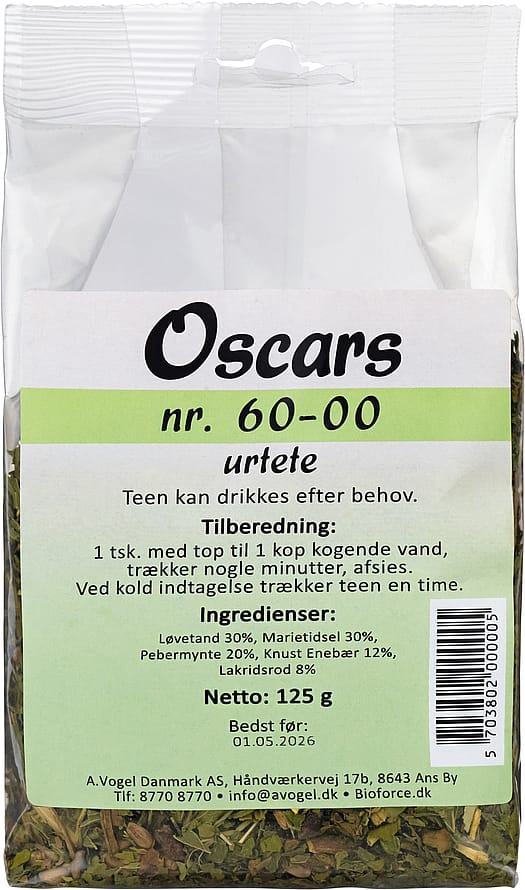 Oscars
nr. 60-00
urtete
Teen kan drikkes efter behov.
Tilberedning:
1 tsk. med top til 1 kop kogende vand,
trækker nogle minutter, afsies.
Ved kold indtagelse trækker teen en time.
Ingredienser:
Løvetand 30%, Marietidsel 30%,
Pebermynte 20%, Knust Enebær 12%,
Lakridsrod 8%
Netto: 125 g
Bedst før:
01.05.2026
5 703802 000005
A.Vogel Danmark AS, Håndværkervej 17b, 8643 Ans By
Tlf: 8770 8770 • info@avogel.dk • Bioforce.dk